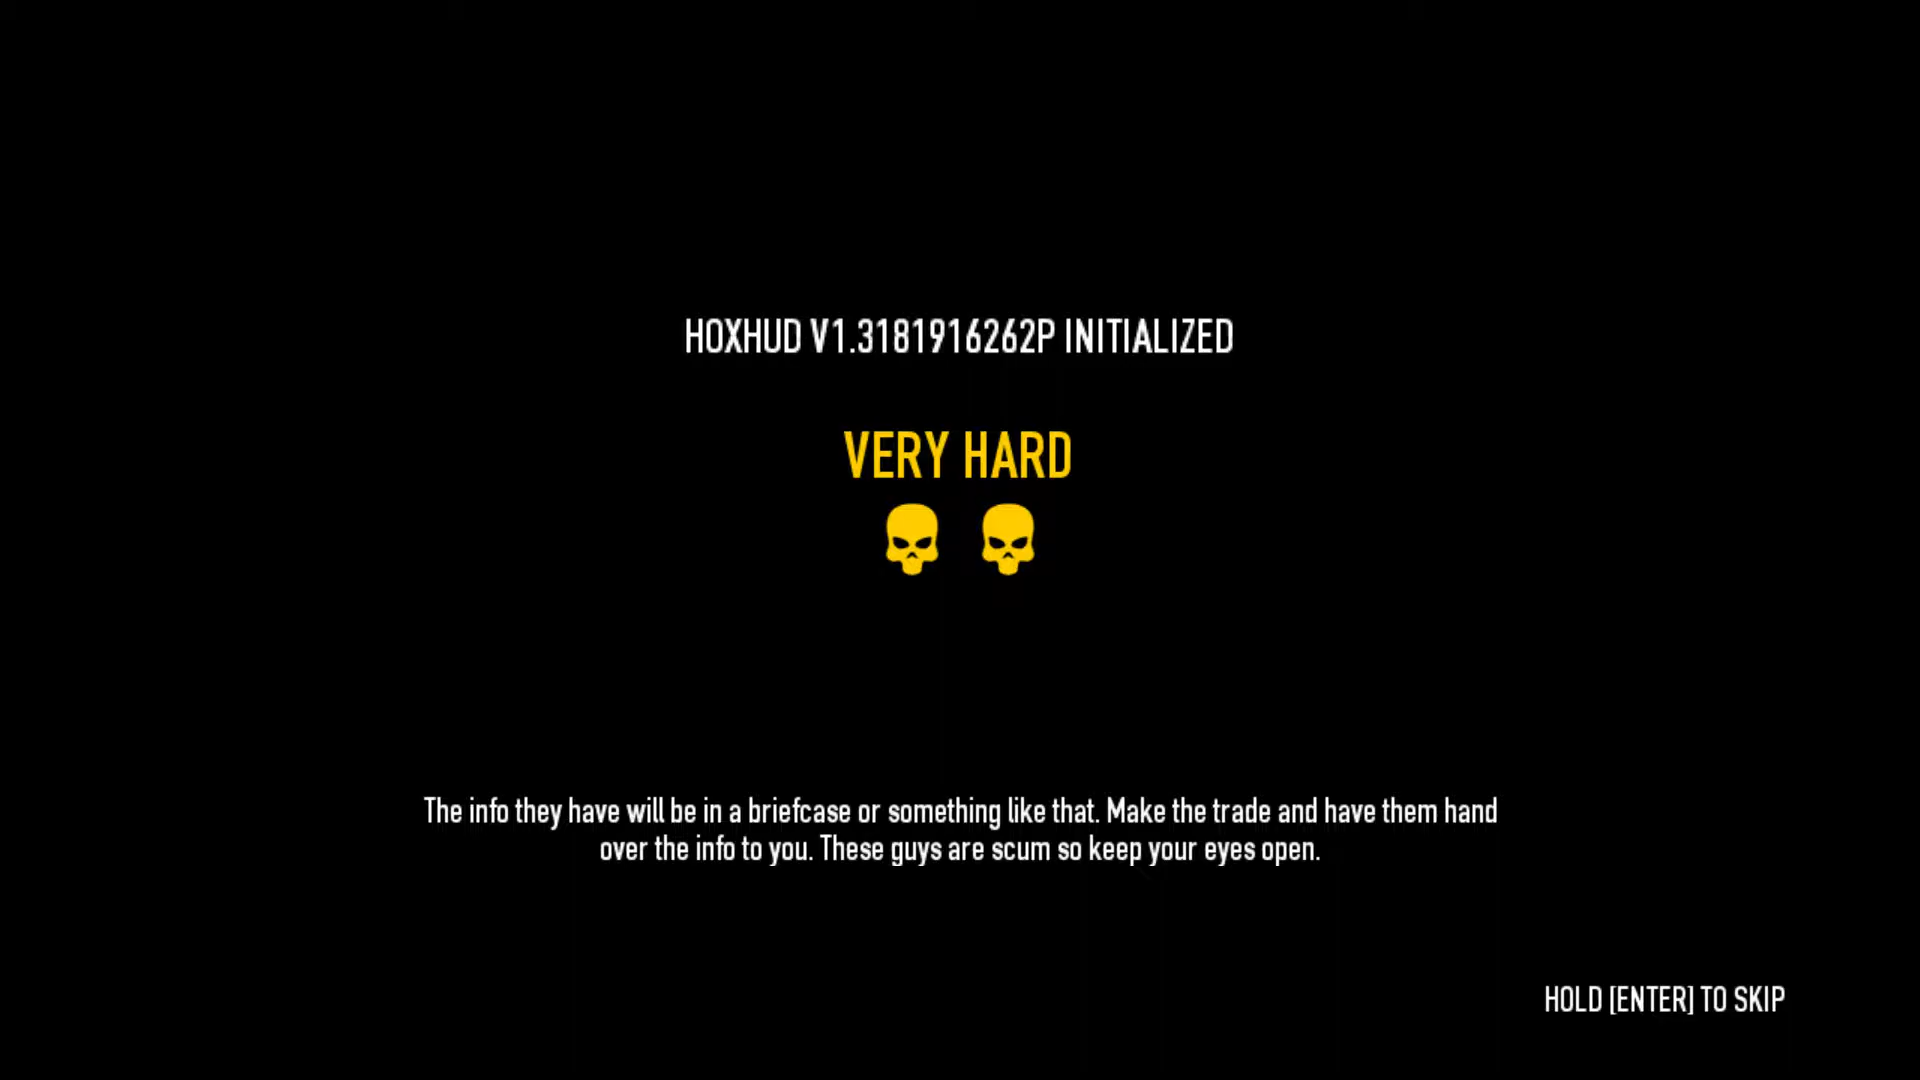 HOXHUD V1.3181916262P INITIALIZED
VERY HARD
The info they have will be in a briefcase or something like that. Make the trade and have them hand
over the info to you. These guys are scum so keep your eyes open.
HOLD [ENTER] TO SKIP